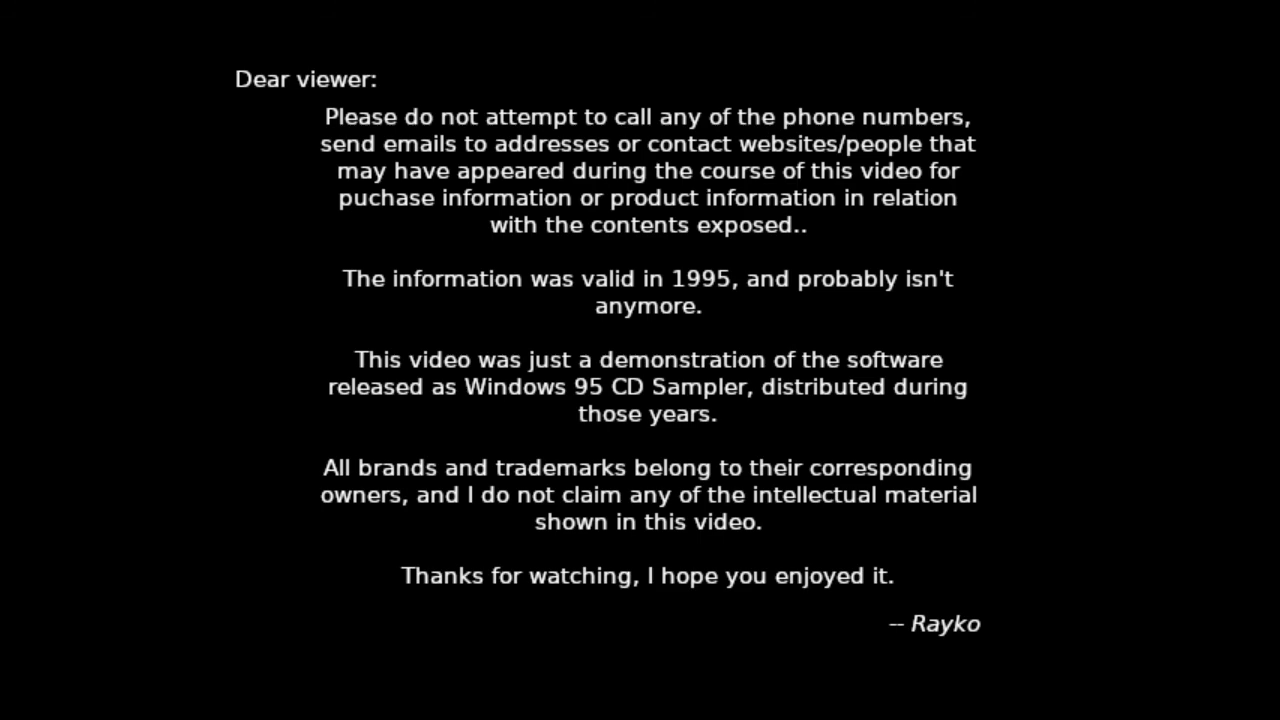 Dear viewer:
Please do not attempt to call any of the phone numbers,
send emails to addresses or contact websites/people that
may have appeared during the course of this video for
puchase information or product information in relation
with the contents exposed..
The information was valid in 1995, and probably isn't
anymore.
This video was just a demonstration of the software
released as Windows 95 CD Sampler, distributed during
those years.
All brands and trademarks belong to their corresponding
owners, and I do not claim any of the intellectual material
shown in this video.
Thanks for watching, I hope you enjoyed it.
-- Rayko